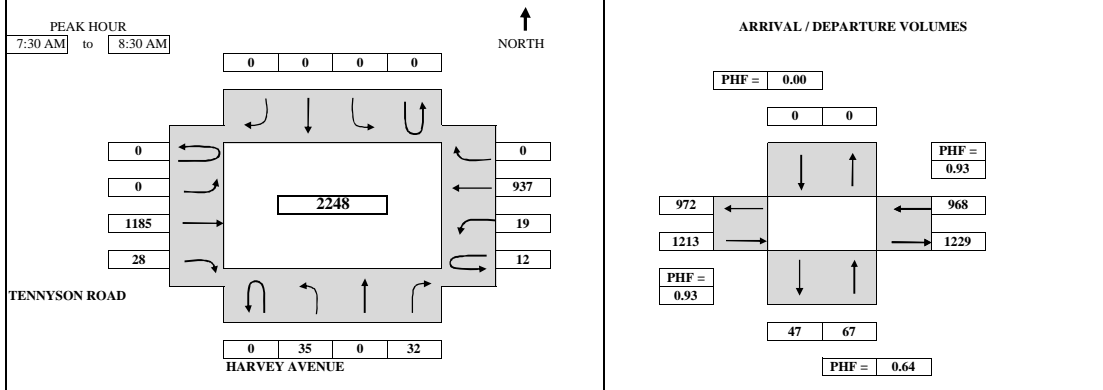 PEAK HOUR
7:30 AM to 8:30 AM
NORTH
0 0 0 0
0 0
0 937
2248
1185 19
28 12
TENNYSON ROAD
0 35 0 32
HARVEY AVENUE
ARRIVAL / DEPARTURE VOLUMES
PHF = 0.00
0 0
PHF =
0.93
972 968
1213 1229
PHF =
0.93
47 67
PHF = 0.64